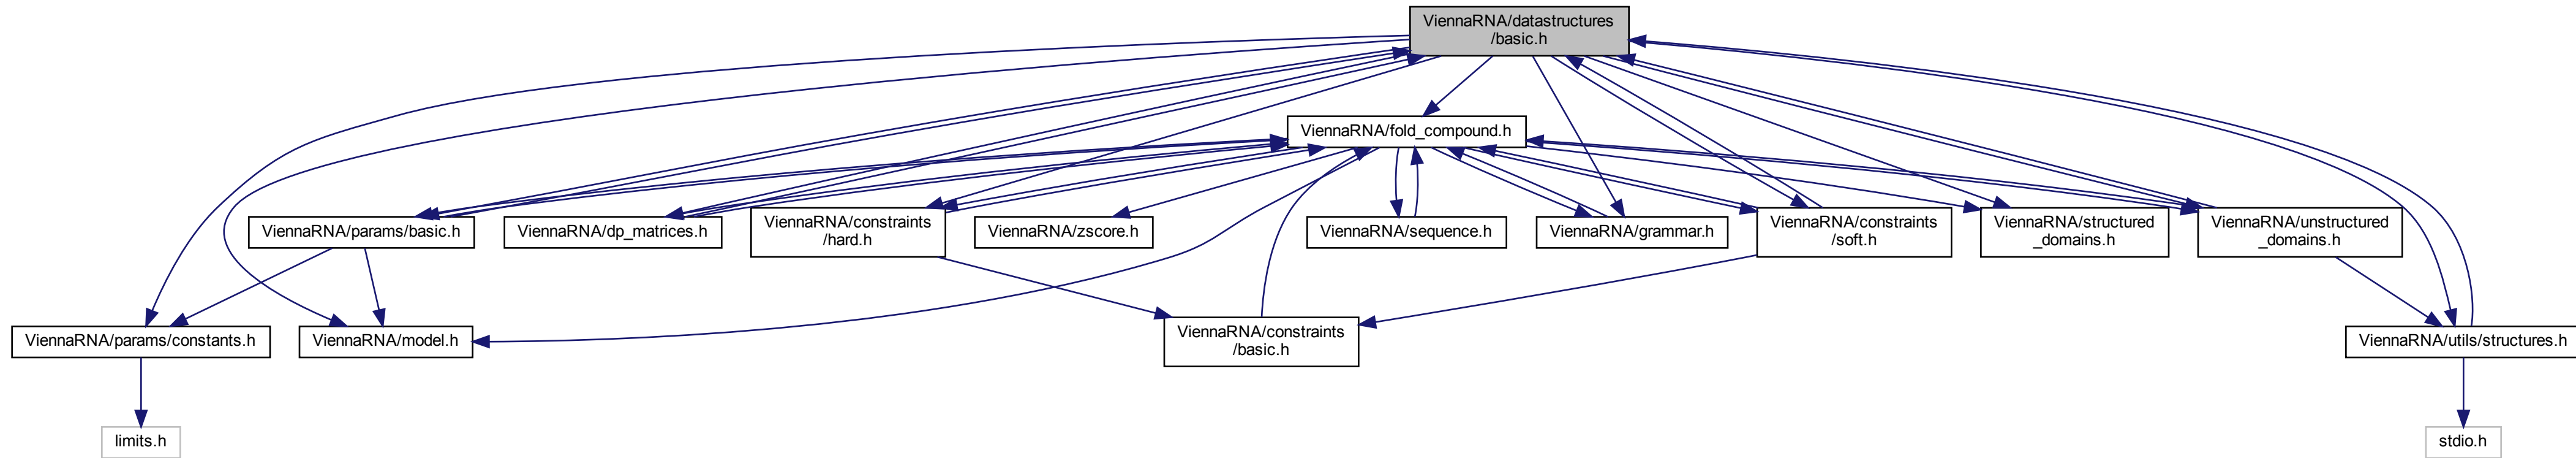 ViennaRNA/datastructures
/basic.h
ViennaRNA/fold_compound.h
ViennaRNA/params/basic.h
ViennaRNA/dp_matrices.h
ViennaRNA/constraints
/hard.h
ViennaRNA/zscore.h
ViennaRNA/sequence.h
ViennaRNA/grammar.h
ViennaRNA/constraints
/soft.h
ViennaRNA/structured
_domains.h
ViennaRNA/unstructured
_domains.h
ViennaRNA/params/constants.h
ViennaRNA/model.h
ViennaRNA/constraints
/basic.h
ViennaRNA/utils/structures.h
limits.h
stdio.h